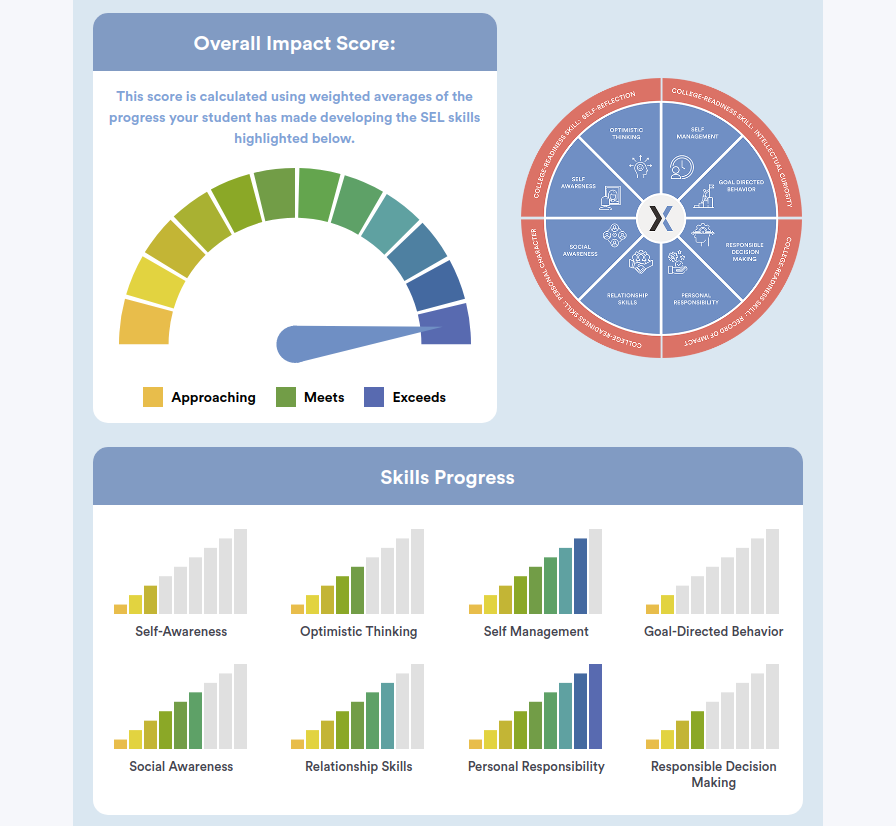 Overall Impact Score:
This score is calculated using weighted averages of the
progress your student has made developing the SEL skills
highlighted below.
Approaching
Meets
Exceeds
COLLEGE-READINESS SKILL: SELF-REFLECTION
COLLEGE-READINESS SKILL: INTELLECTUAL CURIOSITY
OPTIMISTIC
THINKING
SELF
MANAGEMENT
SELF
AWARENESS
GOAL DIRECTED
BEHAVIOR
SOCIAL
AWARENESS
RESPONSIBLE
DECISION
MAKING
RELATIONSHIP
SKILLS
PERSONAL
RESPONSIBILITY
COLLEGE-READINESS SKILL: PERSONAL CHARACTER
COLLEGE-READINESS SKILL: RECORD OF IMPACT
Skills Progress
Self-Awareness
Optimistic Thinking
Self Management
Goal-Directed Behavior
Social Awareness
Relationship Skills
Personal Responsibility
Responsible Decision
Making